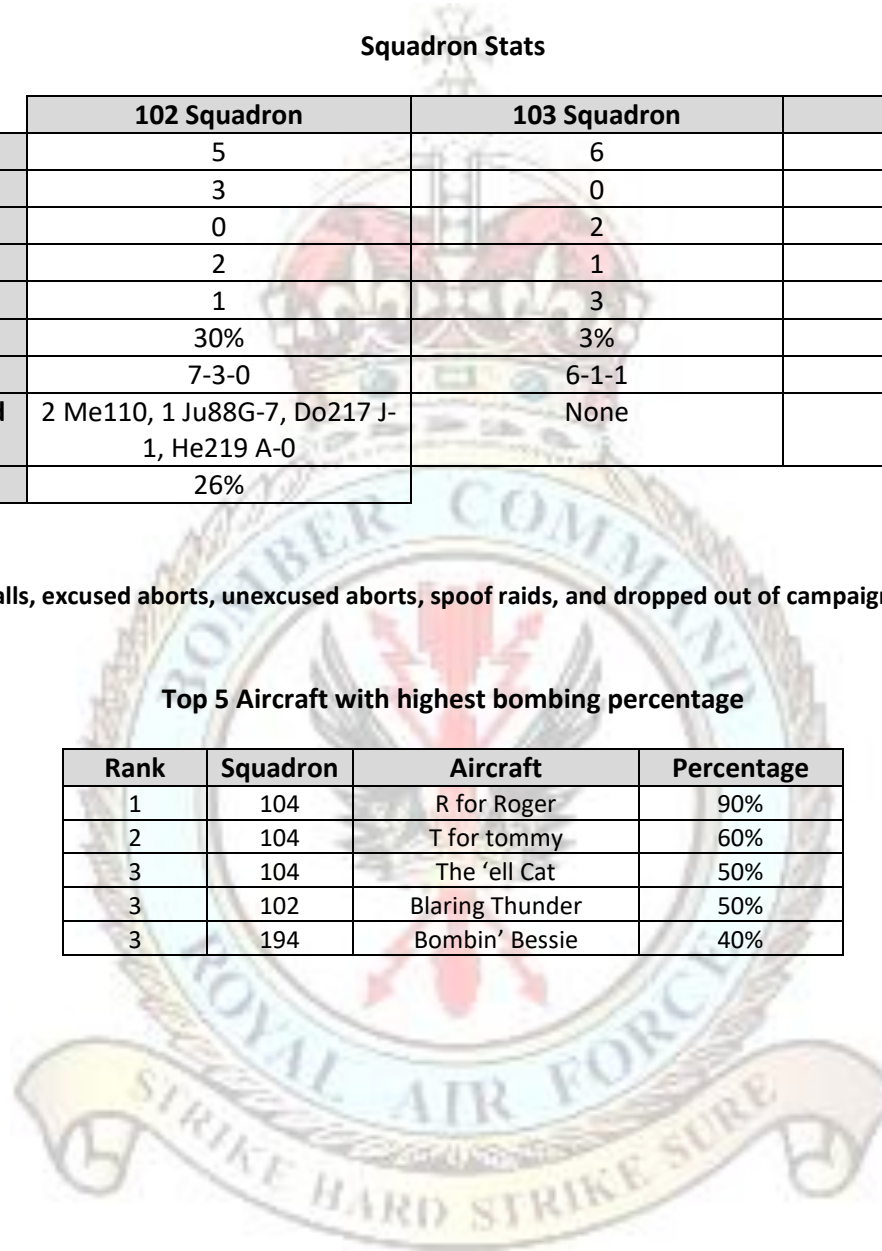 Squadron Stats
102 Squadron 103 Squadron
5 6
3 0
0 2
2 1
1 3
30% 3%
7-3-0 6-1-1
d 2 Me110, 1 Ju88G-7, Do217 J- None
1, He219 A-0
26%
alls, excused aborts, unexcused aborts, spoof raids, and dropped out of campaign
Top 5 Aircraft with highest bombing percentage
Rank Squadron Aircraft Percentage
1 104 R for Roger 90%
2 104 T for tommy 60%
3 104 The ‘ell Cat 50%
3 102 Blaring Thunder 50%
3 194 Bombin’ Bessie 40%
BOMBER COMMAND
ROYAL AIR FORCE
STRIKE HARD STRIKE SURE